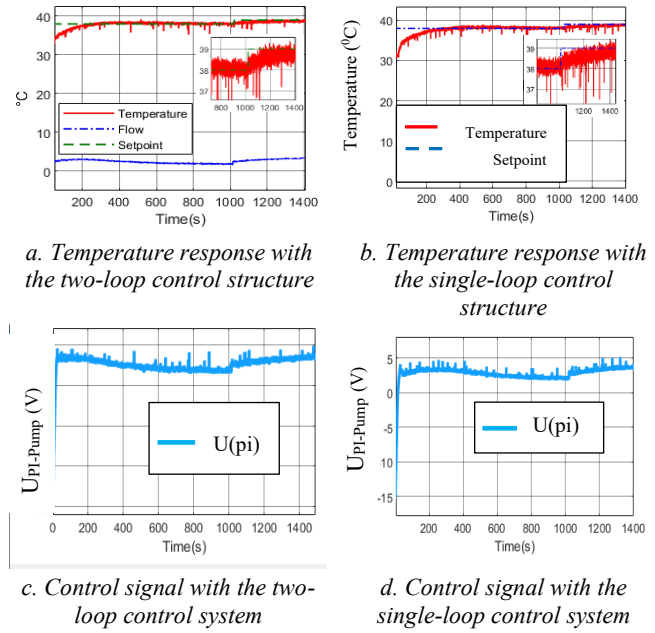 40
30
20
10
0
°C
39
38
37
800 1000 1200 1400
Temperature
Flow
Setpoint
200 400 600 800 1000 1200 1400
Time(s)
a. Temperature response with
the two-loop control structure
40
30
20
10
0
Temperature (⁰C)
39
38
37
1200 1400
Temperature
Setpoint
200 400 600 800 1000 1200 1400
Time(s)
b. Temperature response with
the single-loop control
structure
UPI-Pump (V)
U(pi)
0 200 400 600 800 1000 1200 1400
Time(s)
c. Control signal with the two-
loop control system
5
0
-5
-10
-15
UPI-Pump (V)
U(pi)
200 400 600 800 1000 1200 1400
Time(s)
d. Control signal with the
single-loop control system